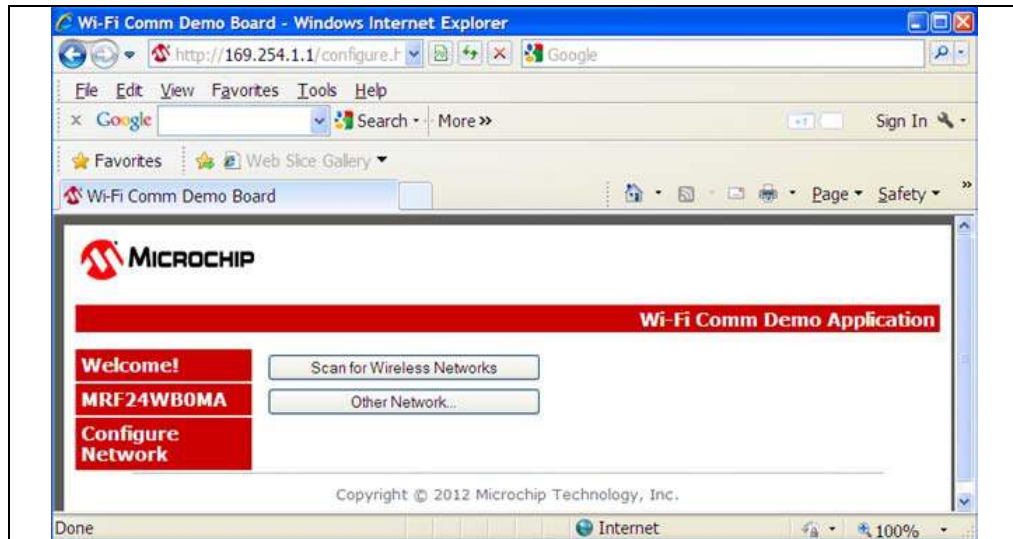 Wi-Fi Comm Demo Board - Windows Internet Explorer
http://169.254.1.1/configure.h Google
File Edit View Favorites Tools Help
x Google Search More >> +1 Sign In
Favorites Web Slice Gallery
Wi-Fi Comm Demo Board Page Safety >>
MICROCHIP
Wi-Fi Comm Demo Application
Welcome!
Scan for Wireless Networks
MRF24WB0MA
Other Network...
Configure
Network
Copyright © 2012 Microchip Technology, Inc.
Done Internet 100%